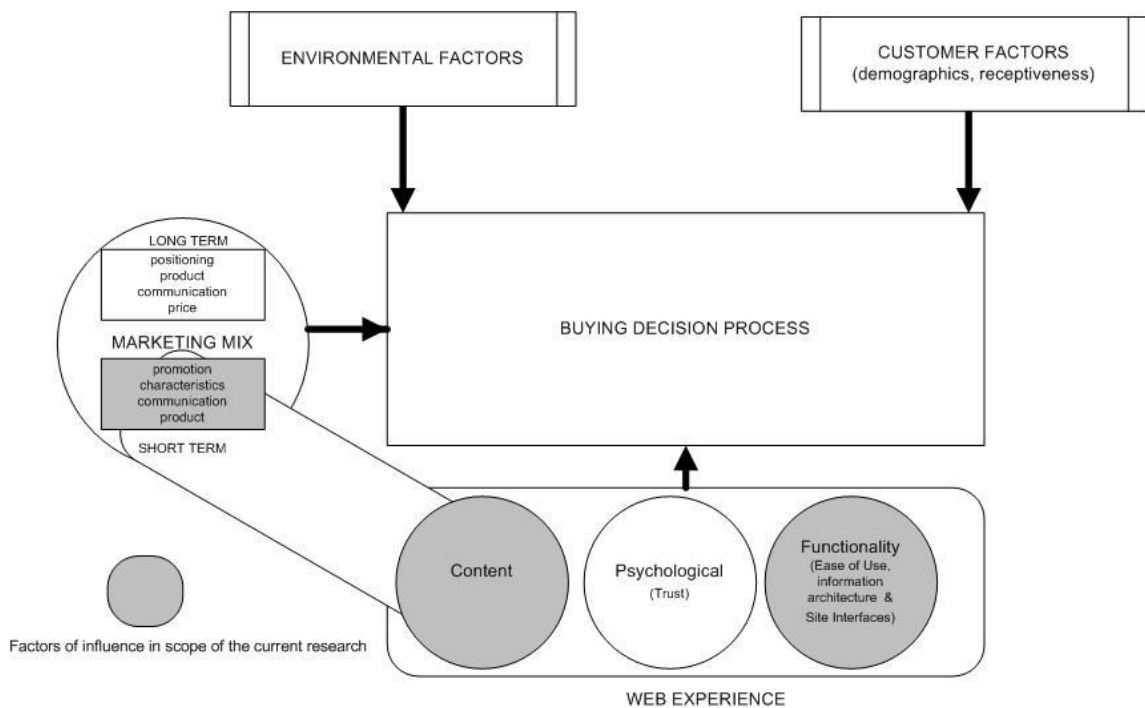 ENVIRONMENTAL FACTORS
CUSTOMER FACTORS
(demographics, receptiveness)
LONG TERM
positioning
product
communication
price
MARKETING MIX
promotion
characteristics
communication
product
SHORT TERM
BUYING DECISION PROCESS
Content
Psychological
(Trust)
Functionality
(Ease of Use,
information
architecture &
Site Interfaces)
Factors of influence in scope of the current research
WEB EXPERIENCE